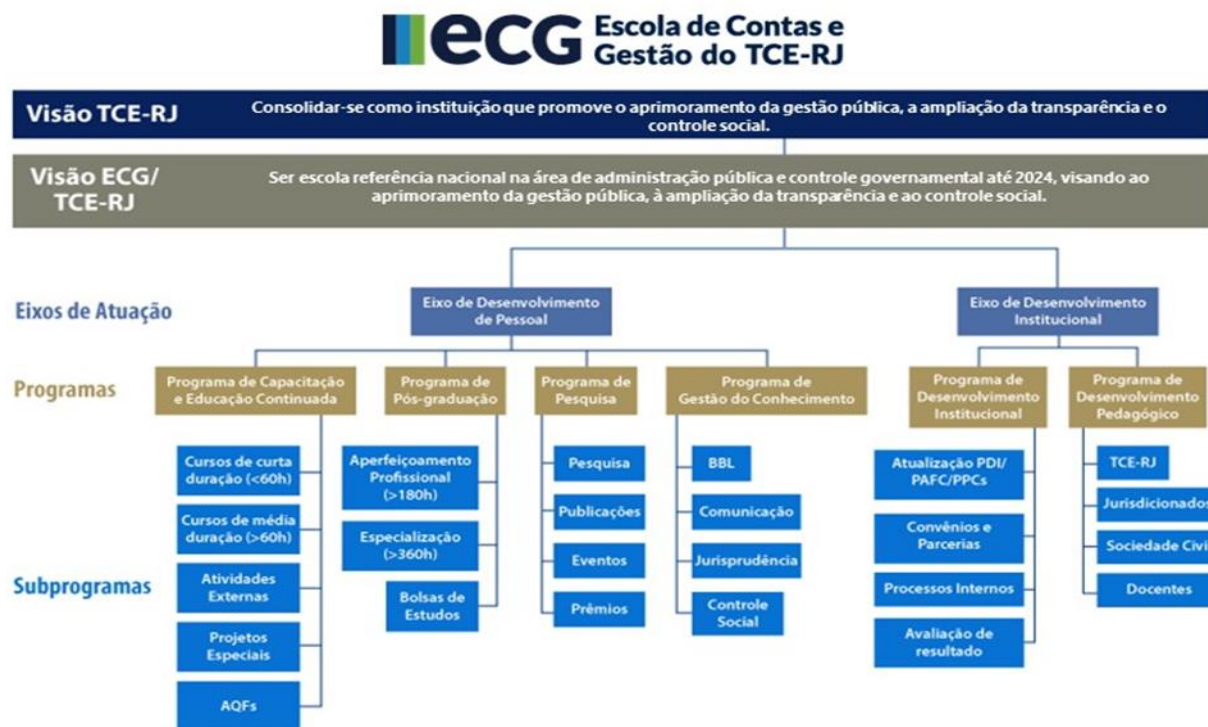 ecg Escola de Contas e
Gestão do TCE-RJ
Visão TCE-RJ
Consolidar-se como instituição que promove o aprimoramento da gestão pública, a ampliação da transparência e o
controle social.
Visão ECG/
TCE-RJ
Ser escola referência nacional na área de administração pública e controle governamental até 2024, visando ao
aprimoramento da gestão pública, à ampliação da transparência e ao controle social.
Eixos de Atuação
Eixo de Desenvolvimento
de Pessoal
Eixo de Desenvolvimento
Institucional
Programas
Programa de Capacitação
e Educação Continuada
Programa de
Pós-graduação
Programa de
Pesquisa
Programa de
Gestão do Conhecimento
Programa de
Desenvolvimento
Institucional
Programa de
Desenvolvimento
Pedagógico
Subprogramas
Cursos de curta
duração (<60h)
Cursos de média
duração (>60h)
Atividades
Externas
Projetos
Especiais
AQFs
Aperfeiçoamento
Profissional
(>180h)
Especialização
(>360h)
Bolsas de
Estudos
Pesquisa
Publicações
Eventos
Prêmios
BBL
Comunicação
Jurisprudência
Controle
Social
Atualização PDI/
PAFC/PPCs
Convênios e
Parcerias
Processos Internos
Avaliação de
resultado
TCE-RJ
Jurisdicionados
Sociedade Civil
Docentes